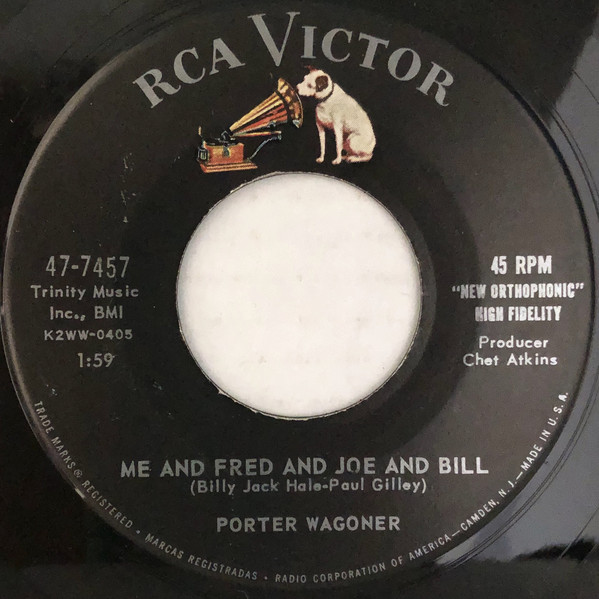 RCA VICTOR
47-7457
Trinity Music
Inc., BMI
K2WW-0405
1:59
45 RPM
"NEW ORTHOPHONIC"
HIGH FIDELITY
Producer
Chet Atkins
ME AND FRED AND JOE AND BILL
(Billy Jack Hale-Paul Gilley)
PORTER WAGONER
TRADE MARKS ® REGISTERED • MARCAS REGISTRADAS • RADIO CORPORATION OF AMERICA—CAMDEN, N. J.—MADE IN U.S.A.